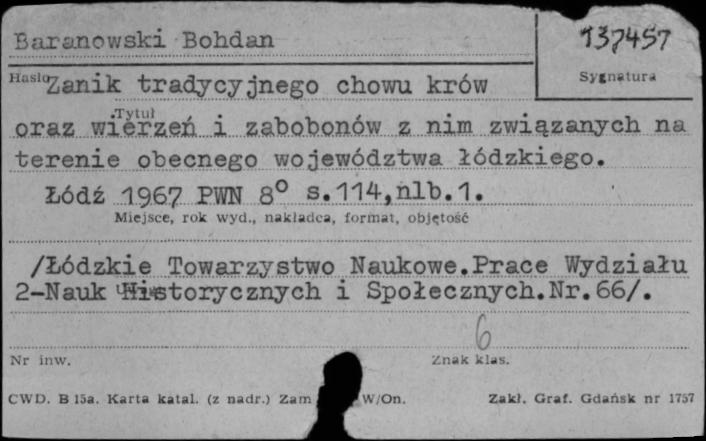 Baranowski Bohdan
137457
Hasło
Sygnatura
Zanik tradycyjnego chowu krów
Tytuł
oraz wierzeń i zabobonów z nim związanych na
terenie obecnego województwa łódzkiego.
Łódź 1967 PWN 8° s.114,nlb.1.
Miejsce, rok wyd., nakładca, format, objętość
/Łódzkie Towarzystwo Naukowe.Prace Wydziału
2-Nauk Historycznych i Społecznych.Nr.66/.
6
Nr inw.
Znak klas.
CWD. B 15a. Karta katal. (z nadr.) Zam W/On.
Zakł. Graf. Gdańsk nr 1757